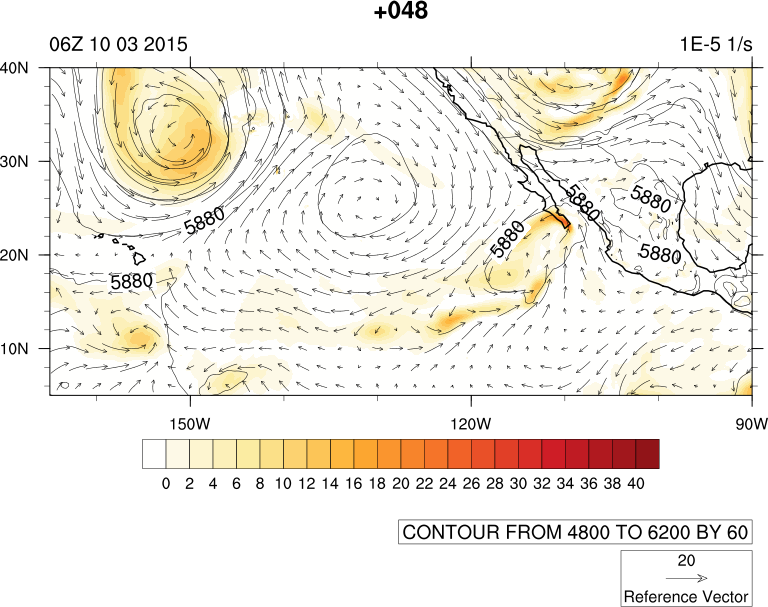 +048
06Z 10 03 2015 1E-5 1/s
40N
30N
20N
10N
5880
5880
5880
5880
5880
5880
150W 120W 90W
0 2 4 6 8 10 12 14 16 18 20 22 24 26 28 30 32 34 36 38 40
CONTOUR FROM 4800 TO 6200 BY 60
20
Reference Vector